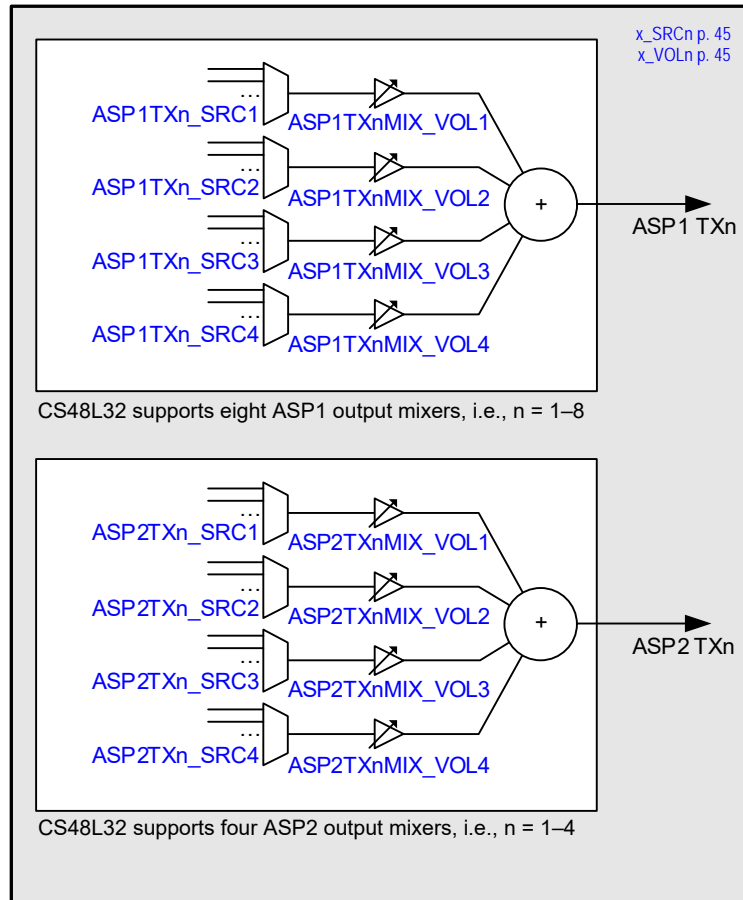 x_SRCn p. 45
x_VOLn p. 45
...
ASP1TXn_SRC1
ASP1TXnMIX_VOL1
...
ASP1TXn_SRC2
ASP1TXnMIX_VOL2
+
ASP1 TXn
...
ASP1TXn_SRC3
ASP1TXnMIX_VOL3
...
ASP1TXn_SRC4
ASP1TXnMIX_VOL4
CS48L32 supports eight ASP1 output mixers, i.e., n = 1–8
...
ASP2TXn_SRC1
ASP2TXnMIX_VOL1
...
ASP2TXn_SRC2
ASP2TXnMIX_VOL2
+
ASP2 TXn
...
ASP2TXn_SRC3
ASP2TXnMIX_VOL3
...
ASP2TXn_SRC4
ASP2TXnMIX_VOL4
CS48L32 supports four ASP2 output mixers, i.e., n = 1–4